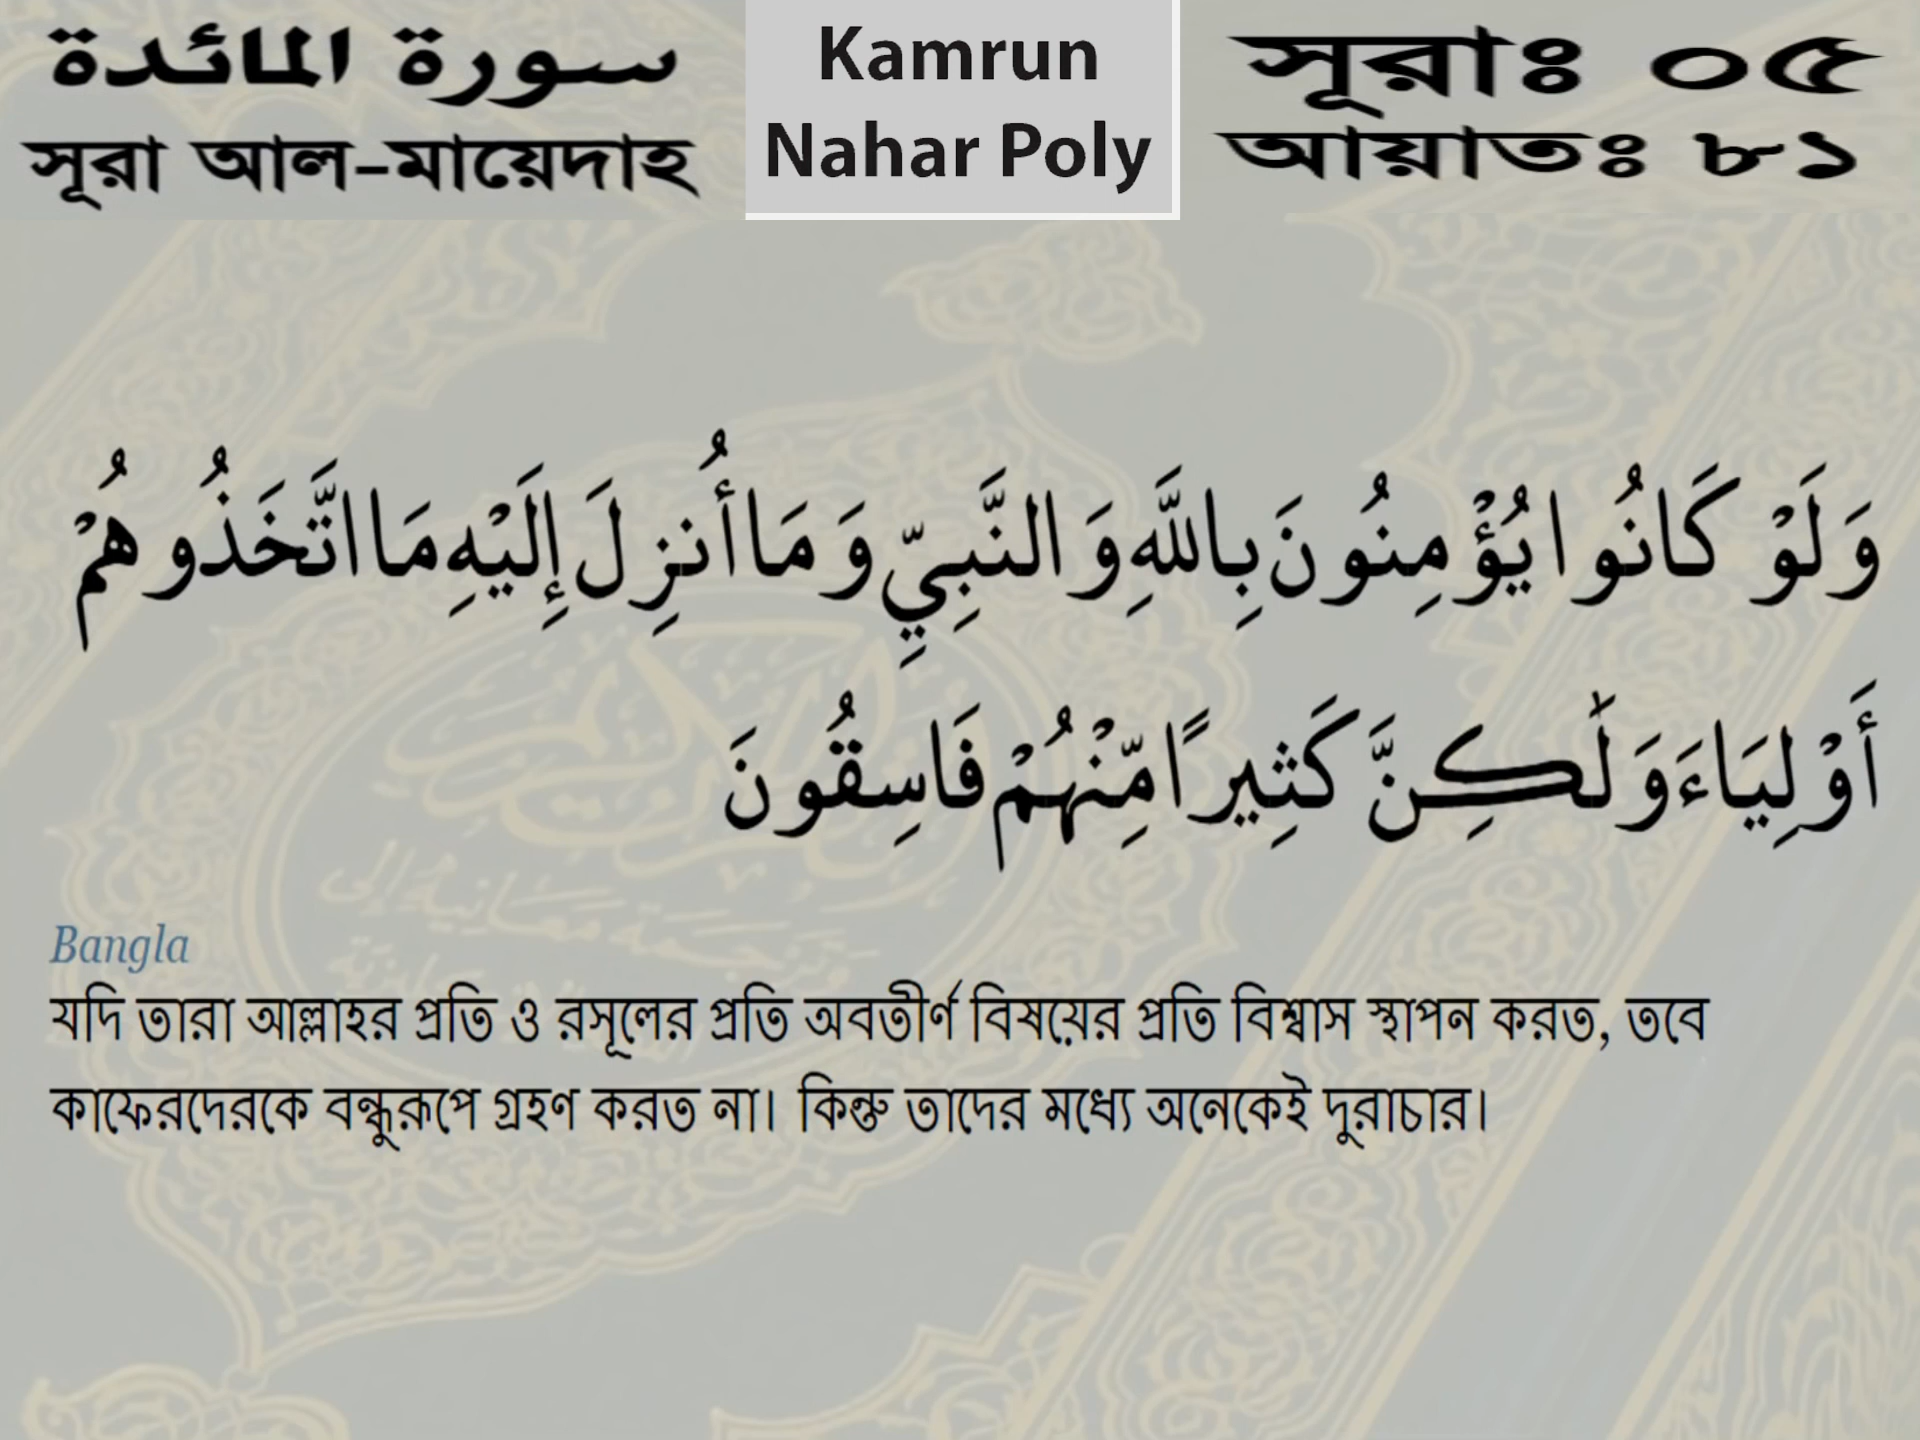 سورة المائدة
সূরা আল-মায়েদাহ
Kamrun
Nahar Poly
সূরাঃ ০৫
আয়াতঃ ৮১
وَلَوْ كَانُوا يُؤْمِنُونَ بِاللَّهِ وَالنَّبِيِّ وَمَا أُنزِلَ إِلَيْهِ مَا اتَّخَذُوهُمْ
أَوْلِيَاءَ وَلَٰكِنَّ كَثِيرًا مِّنْهُمْ فَاسِقُونَ
Bangla
যদি তারা আল্লাহর প্রতি ও রসূলের প্রতি অবতীর্ণ বিষয়ের প্রতি বিশ্বাস স্থাপন করত, তবে
কাফেরদেরকে বন্ধুরূপে গ্রহণ করত না। কিন্তু তাদের মধ্যে অনেকেই দুরাচার।